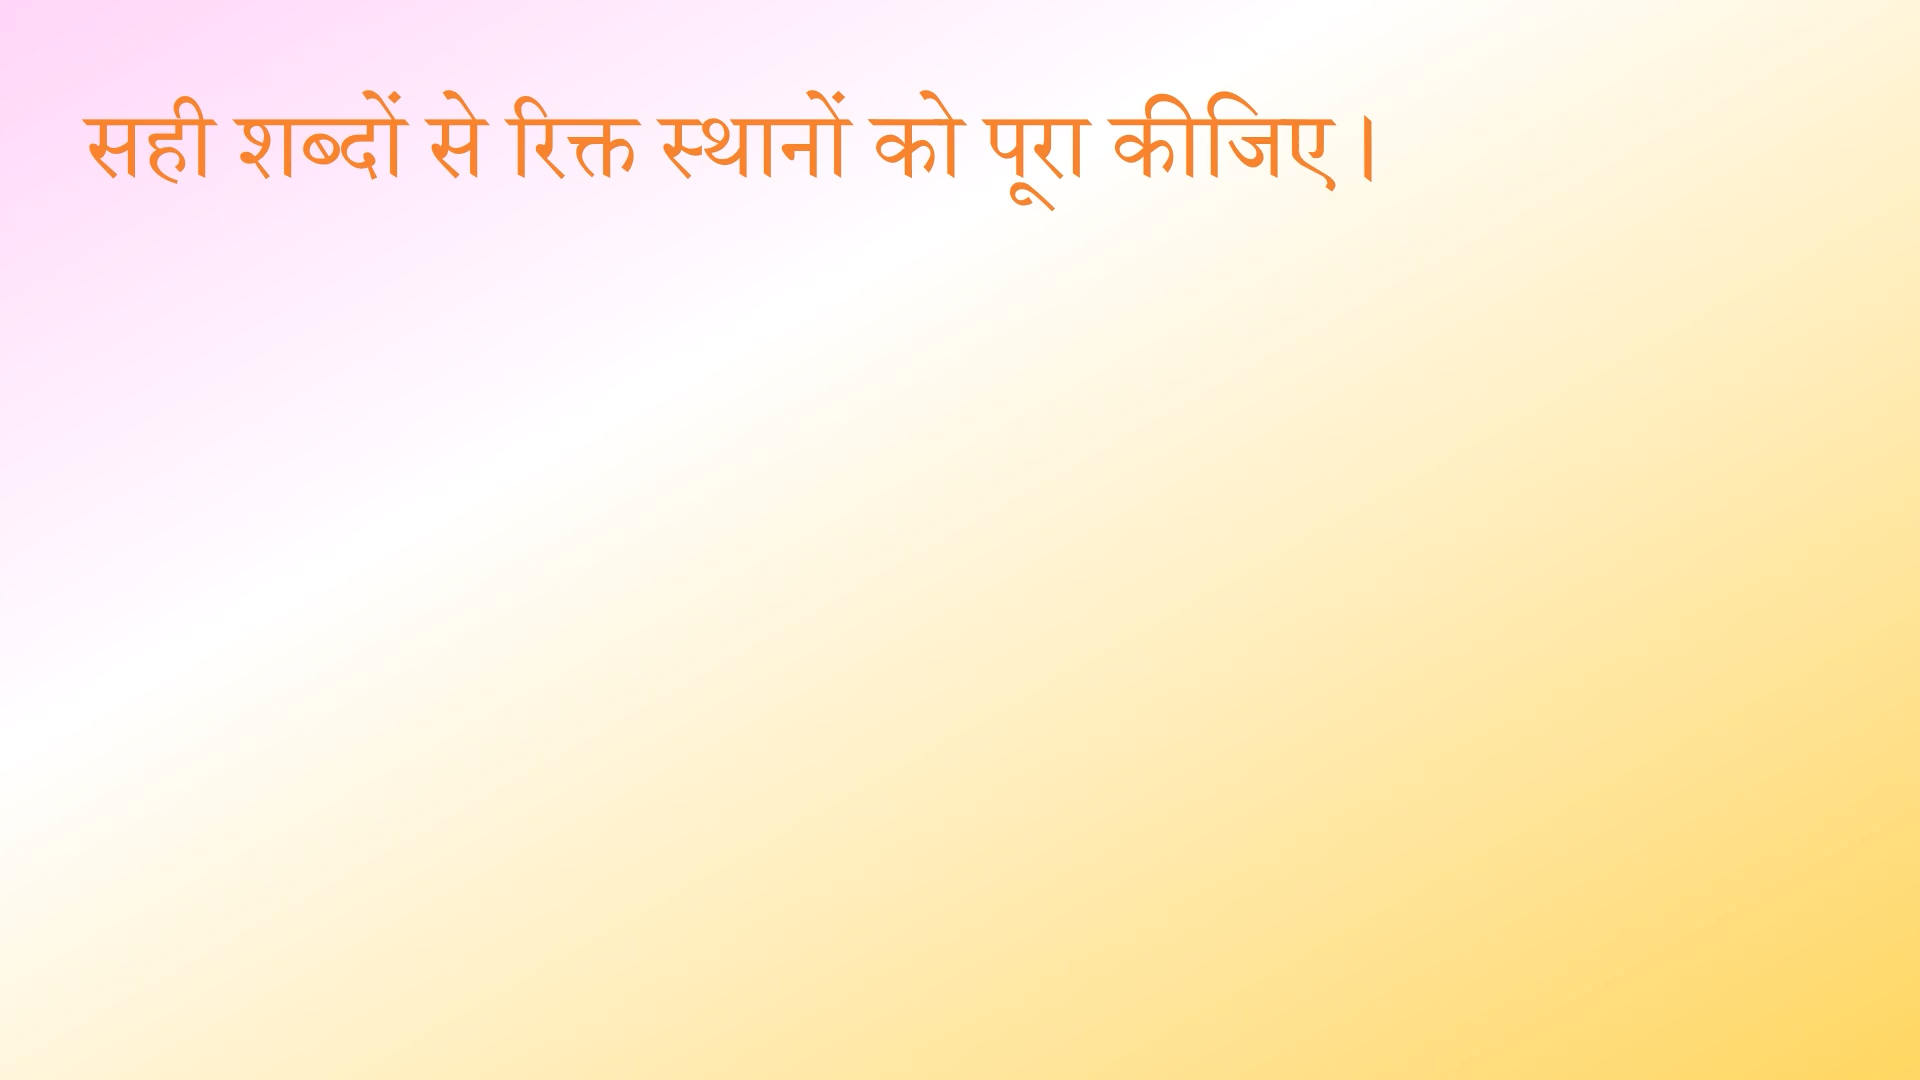 सही शब्दों से रिक्त स्थानों को पूरा कीजिए।